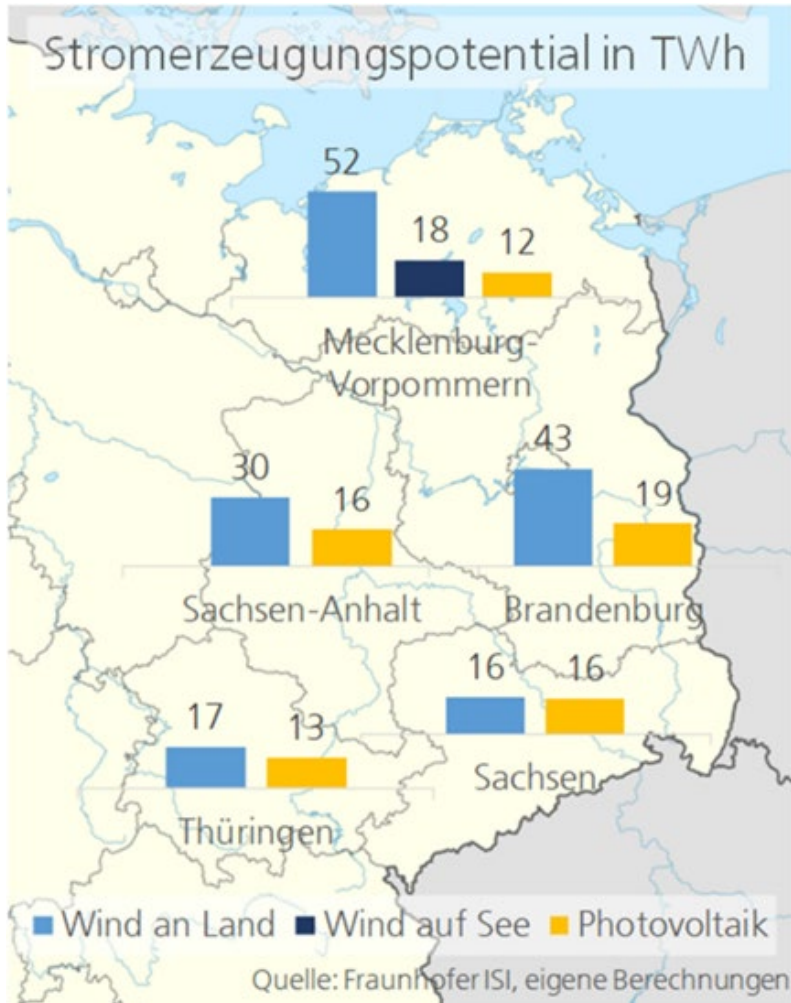 Stromerzeugungspotential in TWh
52
18
12
Mecklenburg-
Vorpommern
30
16
Sachsen-Anhalt
43
19
Brandenburg
17
13
Thüringen
16
16
Sachsen
Wind an Land Wind auf See Photovoltaik
Quelle: Fraunhofer ISI, eigene Berechnungen